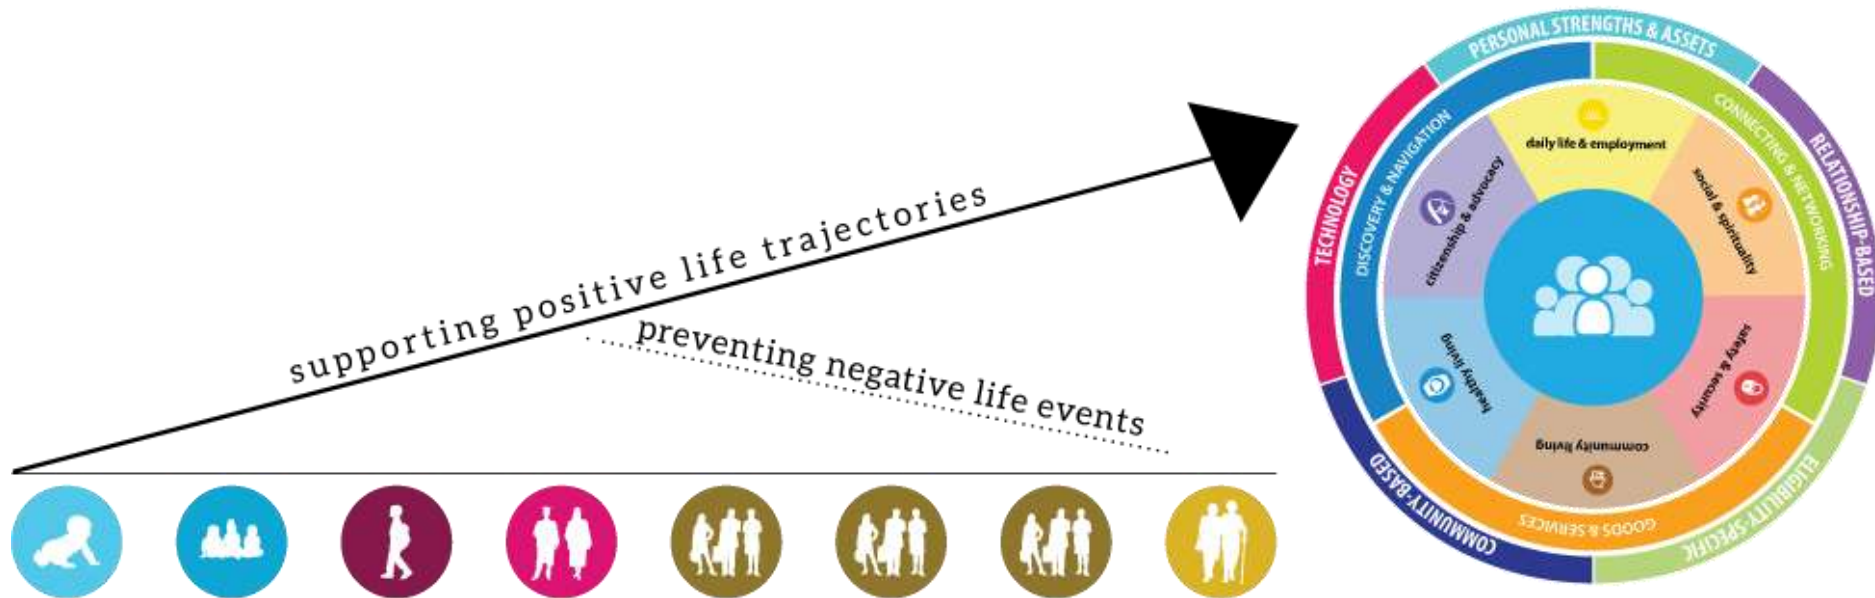 supporting positive life trajectories
preventing negative life events
PERSONAL STRENGTHS & ASSETS
RELATIONSHIP-BASED
ELIGIBILITY-SPECIFIC
COMMUNITY-BASED
TECHNOLOGY
DISCOVERY & NAVIGATION
CONNECTING & NETWORKING
GOODS & SERVICES
daily life & employment
social & spirituality
safety & security
community living
healthy living
citizenship & advocacy